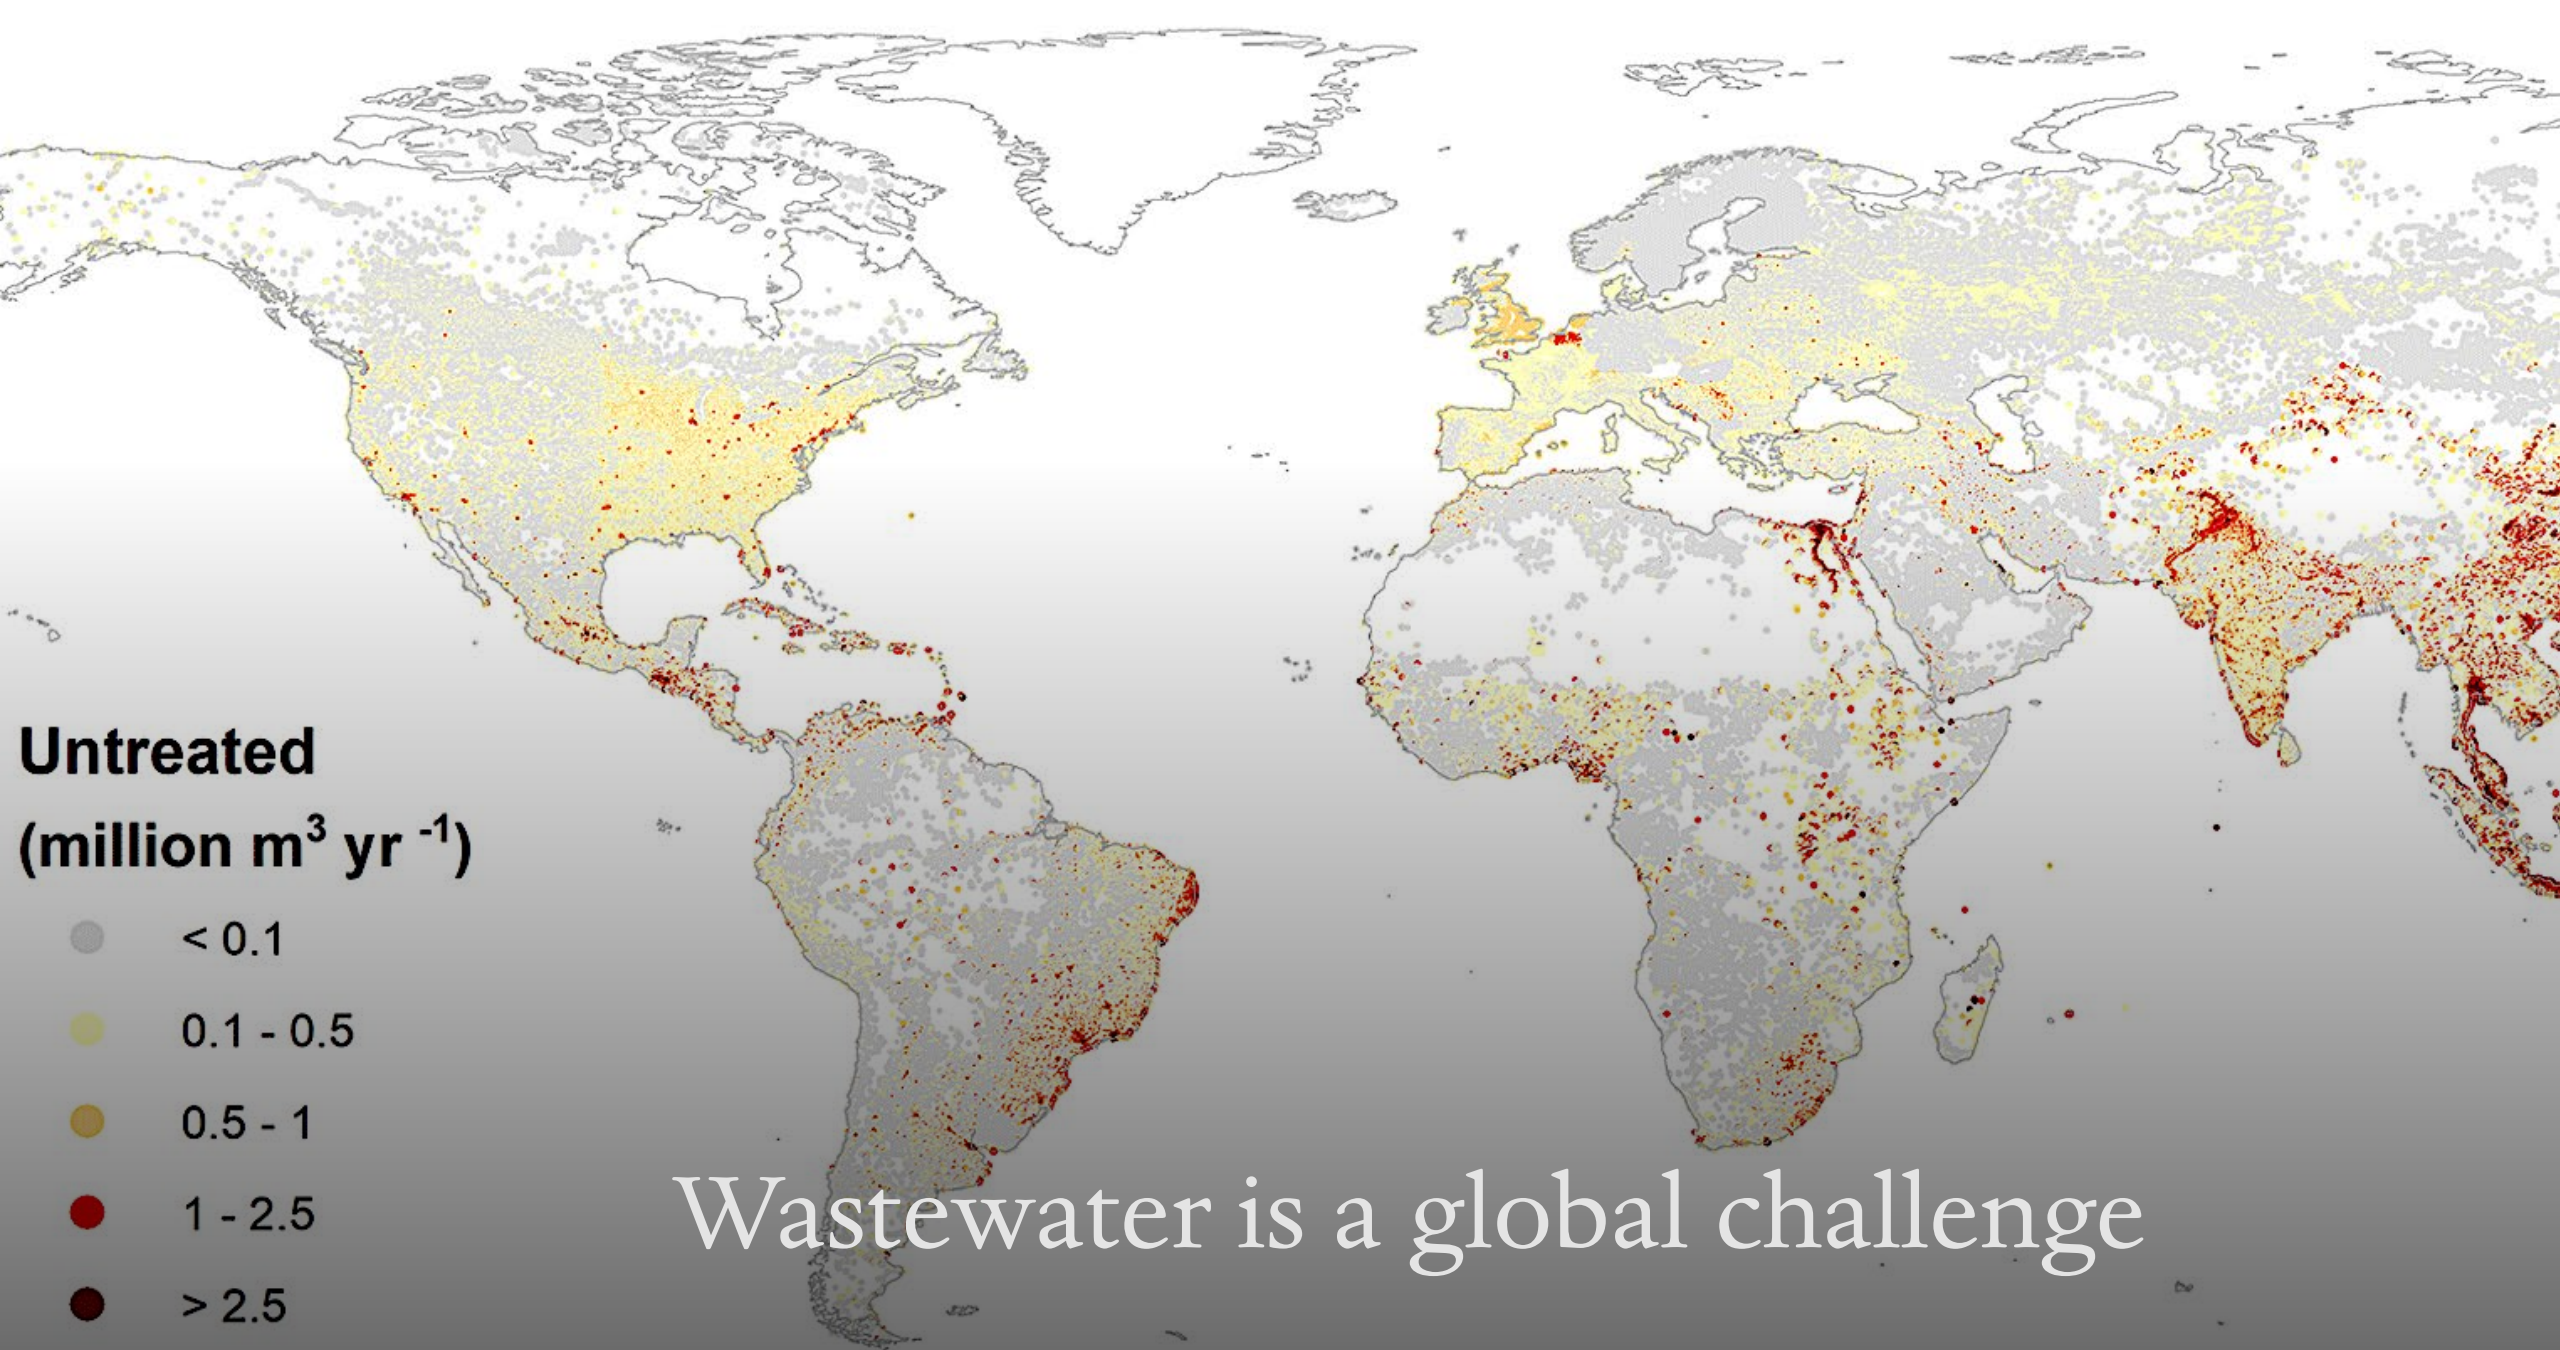 Untreated
(million m³ yr ⁻¹)
< 0.1
0.1 - 0.5
0.5 - 1
1 - 2.5
> 2.5
Wastewater is a global challenge